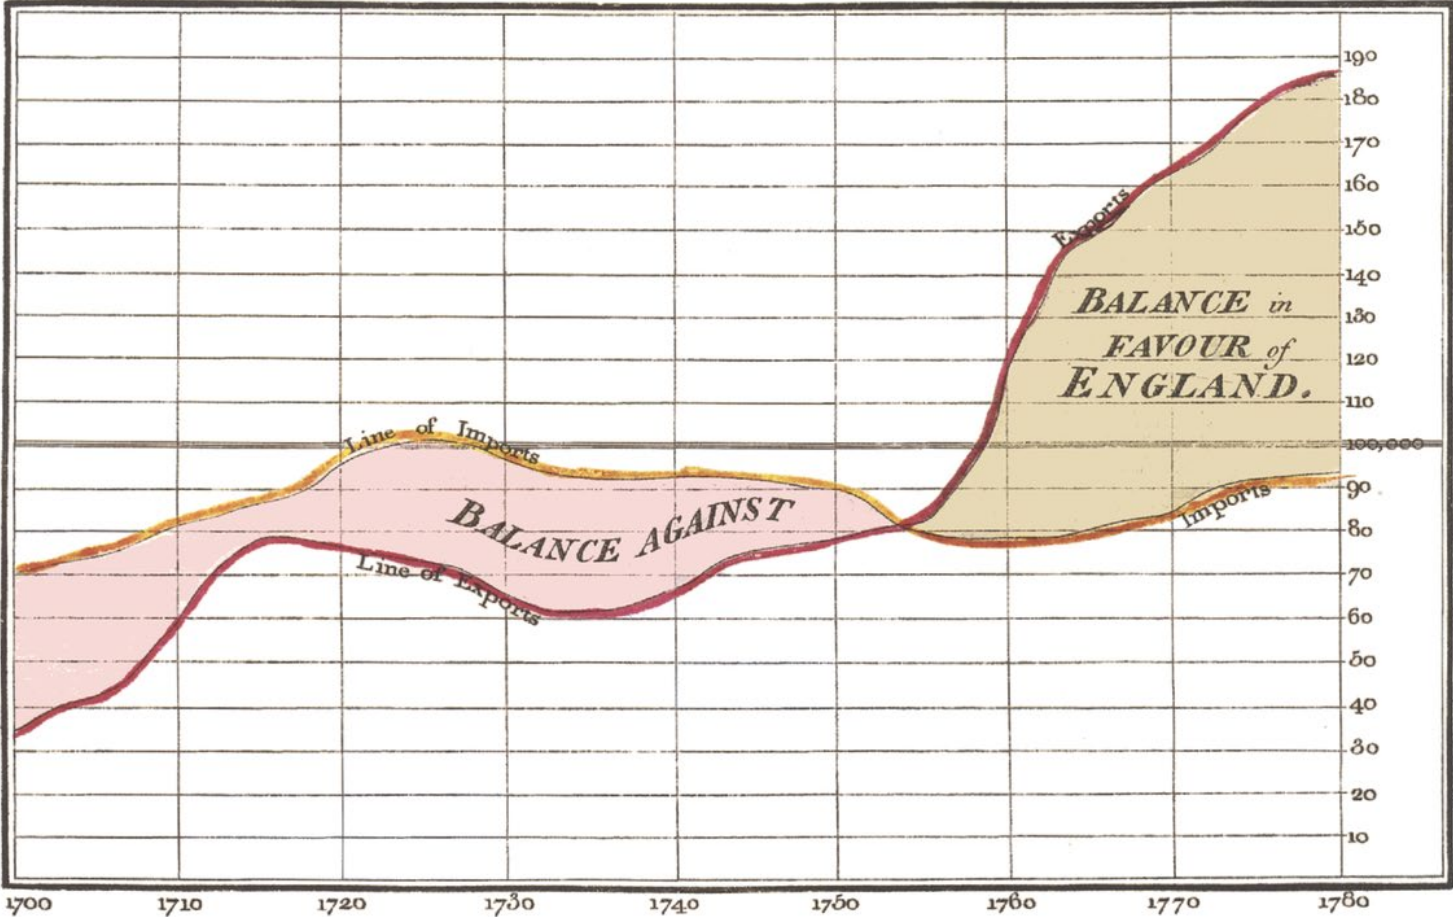 190
180
170
160
150
140
130
120
110
100,000
90
80
70
60
50
40
30
20
10
Exports
BALANCE in
FAVOUR of
ENGLAND.
Line of Imports
BALANCE AGAINST
Imports
Line of Exports
1700 1710 1720 1730 1740 1750 1760 1770 1780